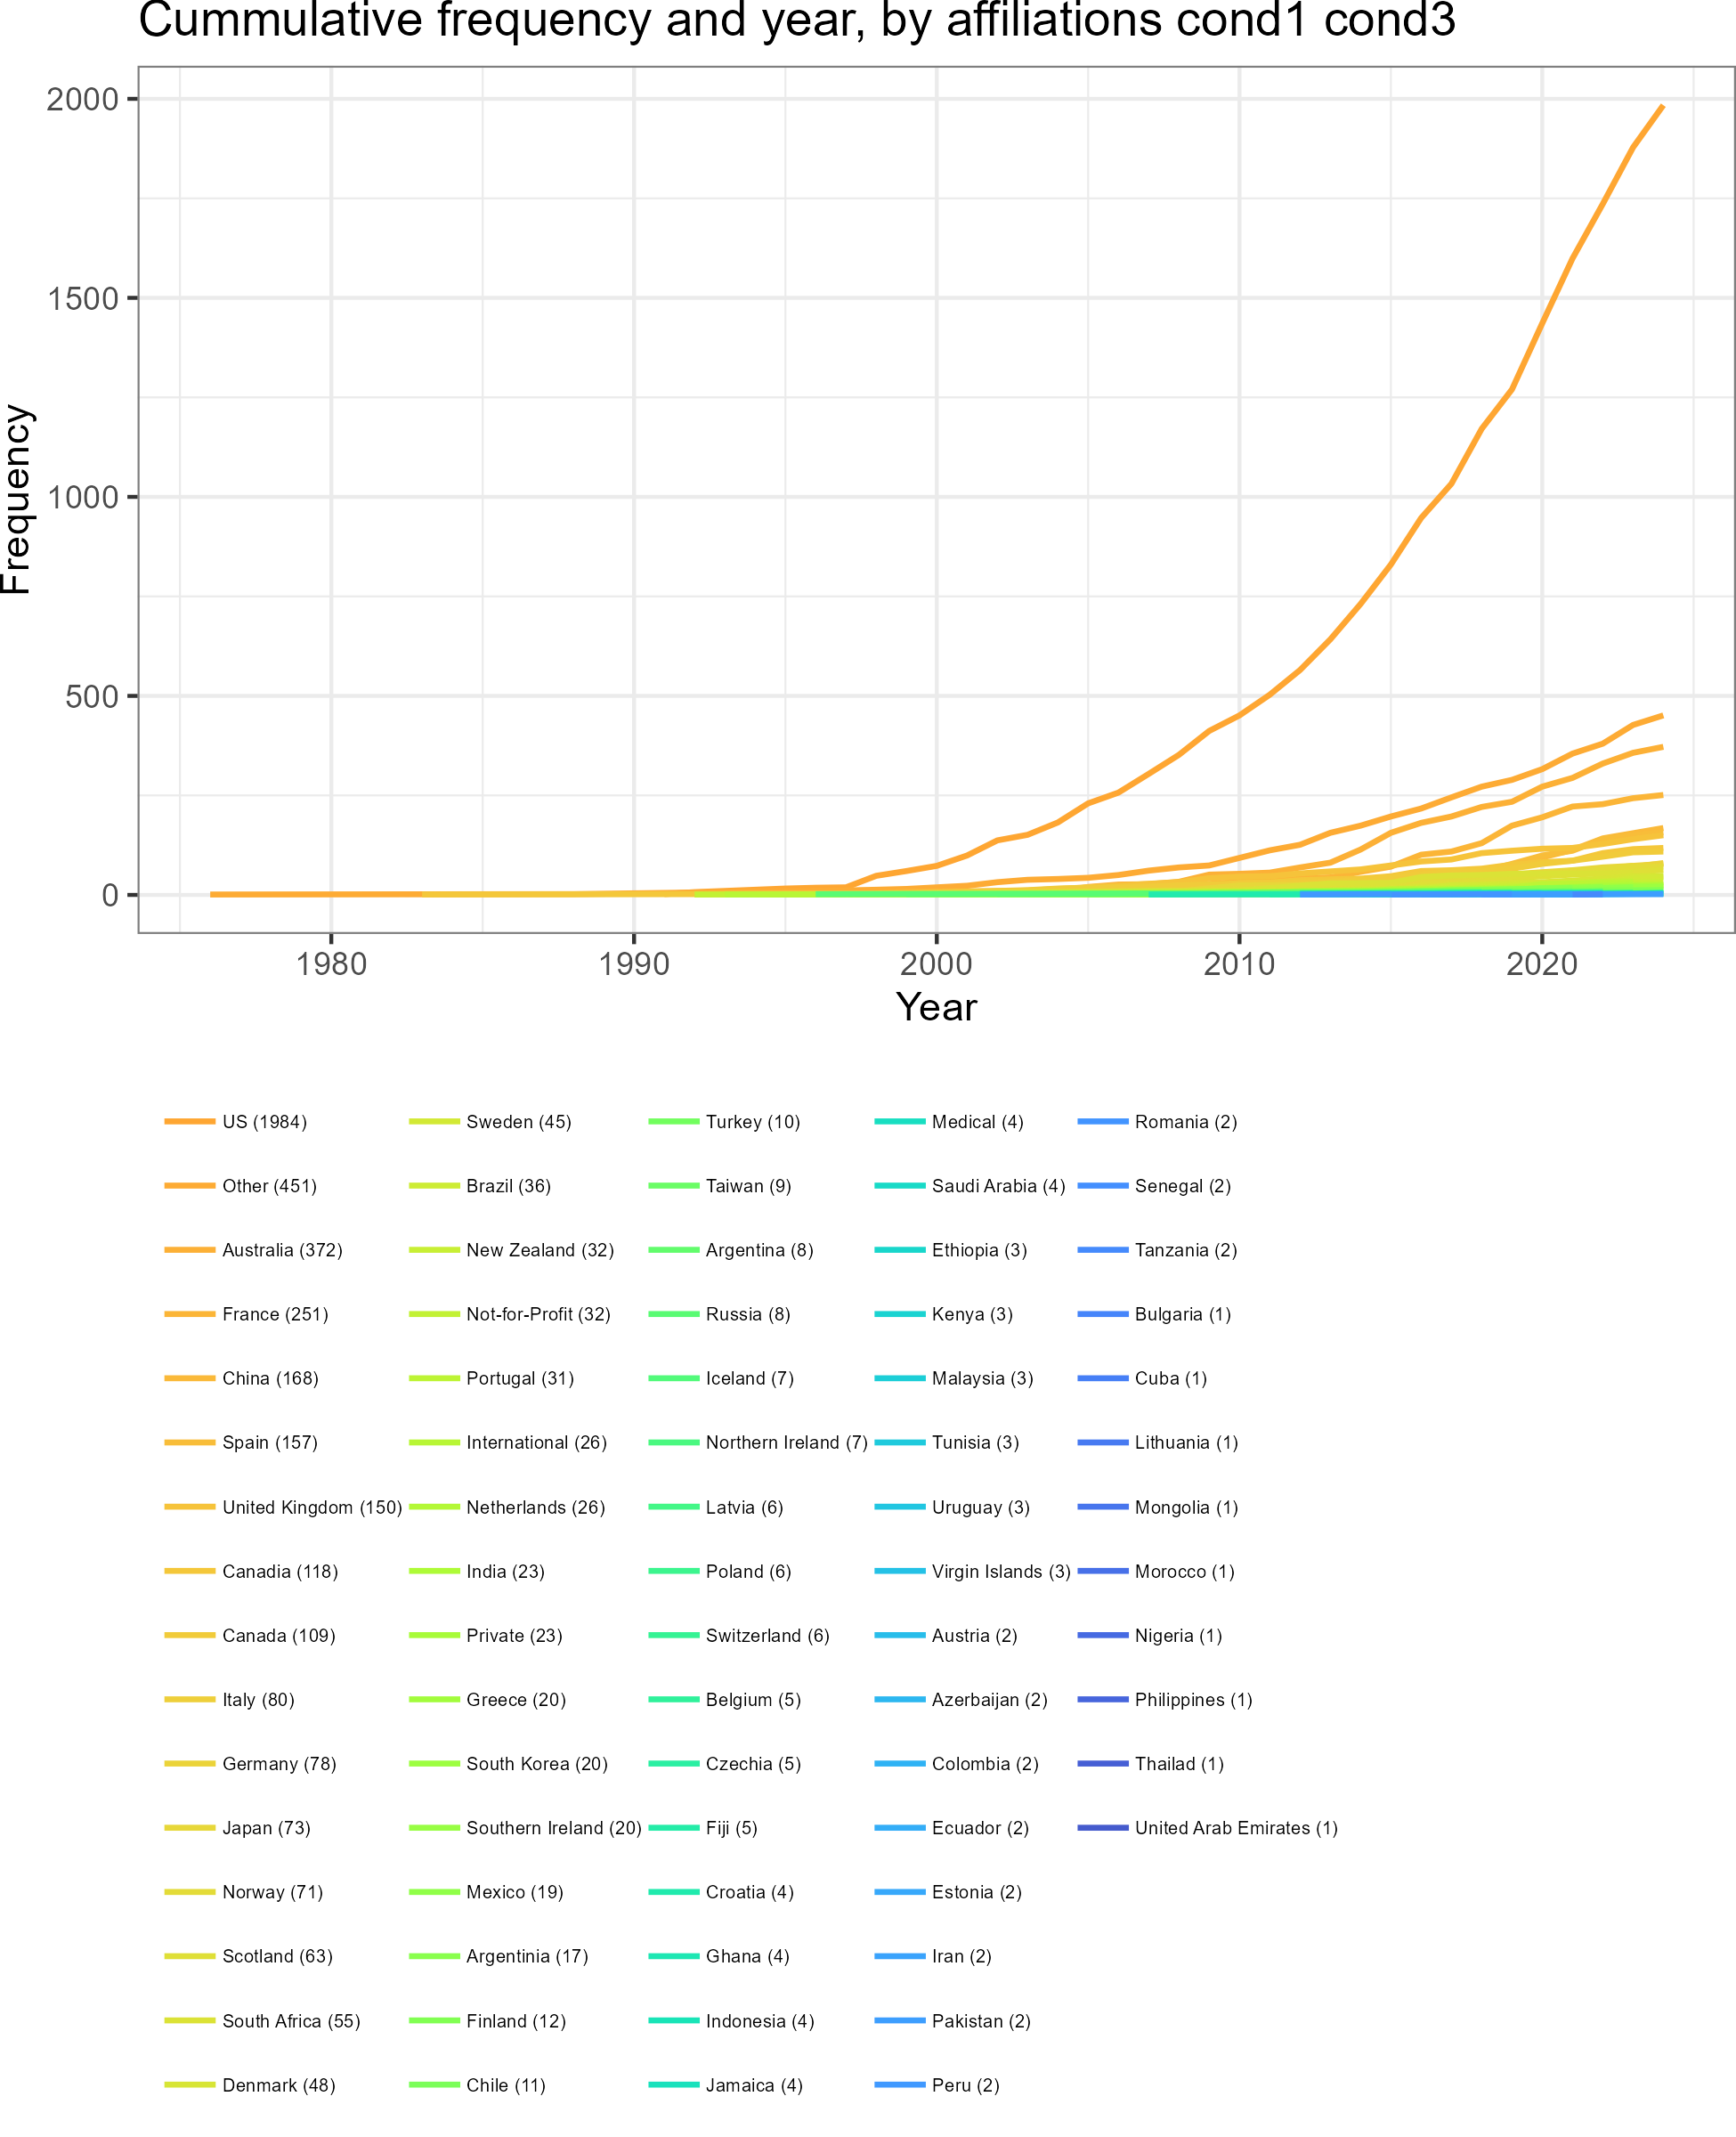 Cummulative frequency and year, by affiliations cond1 cond3
2000
1500
1000
500
0
Frequency
1980 1990 2000 2010 2020
Year
US (1984)
Other (451)
Australia (372)
France (251)
China (168)
Spain (157)
United Kingdom (150)
Canadia (118)
Canada (109)
Italy (80)
Germany (78)
Japan (73)
Norway (71)
Scotland (63)
South Africa (55)
Denmark (48)
Sweden (45)
Brazil (36)
New Zealand (32)
Not-for-Profit (32)
Portugal (31)
International (26)
Netherlands (26)
India (23)
Private (23)
Greece (20)
South Korea (20)
Southern Ireland (20)
Mexico (19)
Argentinia (17)
Finland (12)
Chile (11)
Turkey (10)
Taiwan (9)
Argentina (8)
Russia (8)
Iceland (7)
Northern Ireland (7)
Latvia (6)
Poland (6)
Switzerland (6)
Belgium (5)
Czechia (5)
Fiji (5)
Croatia (4)
Ghana (4)
Indonesia (4)
Jamaica (4)
Medical (4)
Saudi Arabia (4)
Ethiopia (3)
Kenya (3)
Malaysia (3)
Tunisia (3)
Uruguay (3)
Virgin Islands (3)
Austria (2)
Azerbaijan (2)
Colombia (2)
Ecuador (2)
Estonia (2)
Iran (2)
Pakistan (2)
Peru (2)
Romania (2)
Senegal (2)
Tanzania (2)
Bulgaria (1)
Cuba (1)
Lithuania (1)
Mongolia (1)
Morocco (1)
Nigeria (1)
Philippines (1)
Thailad (1)
United Arab Emirates (1)